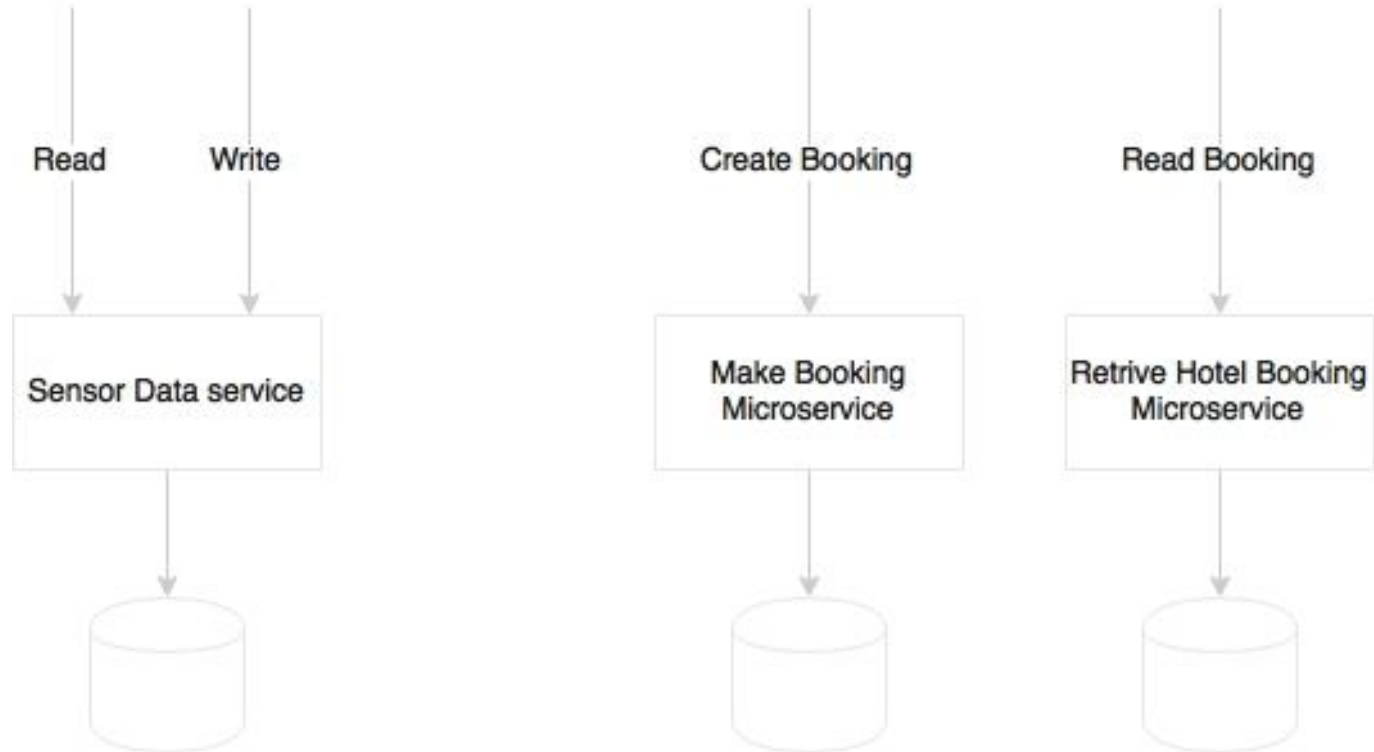 Read
Write
Create Booking
Read Booking
Sensor Data service
Make Booking
Microservice
Retrive Hotel Booking
Microservice